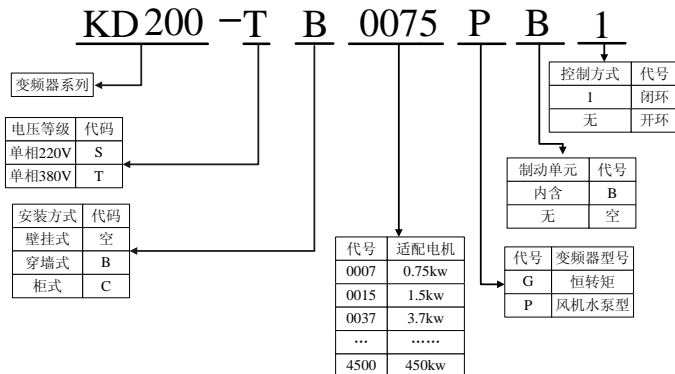 KD200-T B 0075 P B 1
变频器系列
电压等级 代码
单相220V S
单相380V T
安装方式 代码
壁挂式 空
穿墙式 B
柜式 C
代号 适配电机
0007 0.75kw
0015 1.5kw
0037 3.7kw
… ……
4500 450kw
控制方式 代号
1 闭环
无 开环
制动单元 代号
内含 B
无 空
代号 变频器型号
G 恒转矩
P 风机水泵型